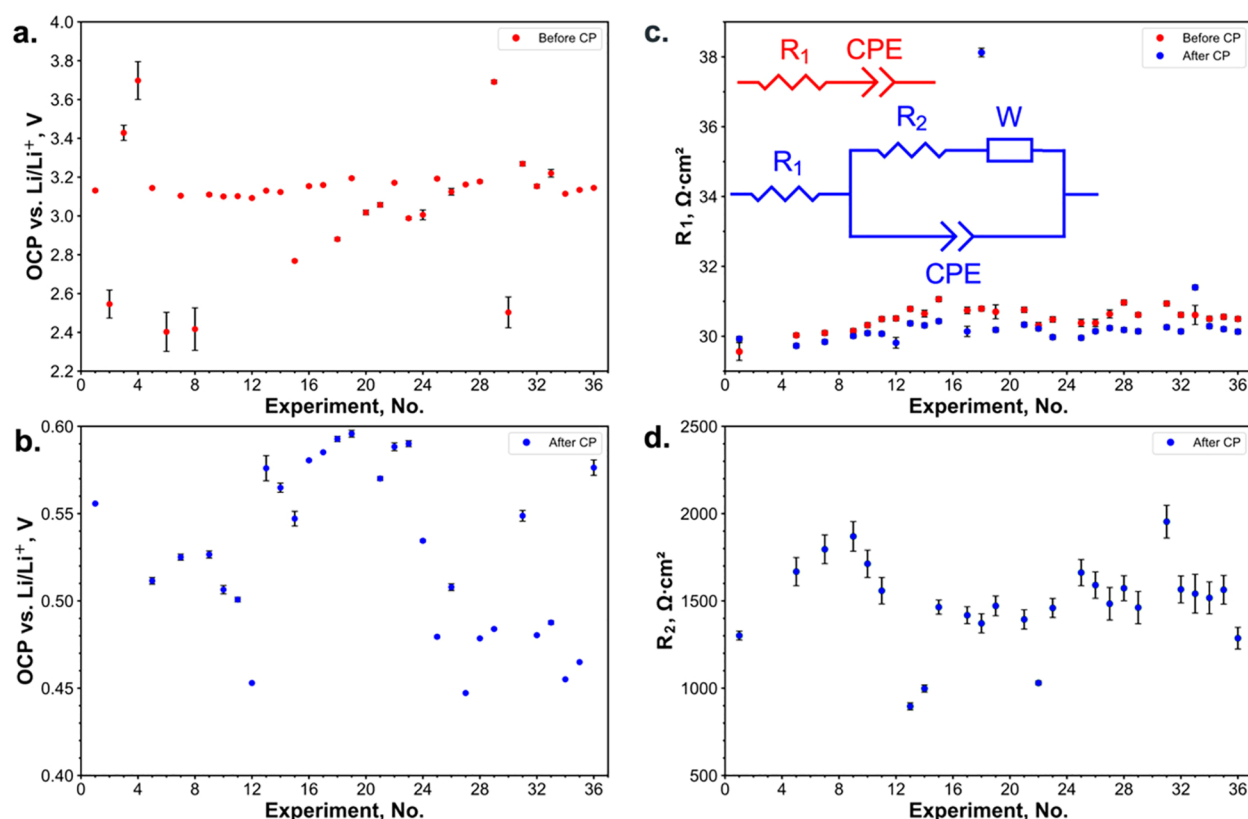 a.
OCP vs. Li/Li⁺, V
4.0
3.8
3.6
3.4
3.2
3.0
2.8
2.6
2.4
2.2
Before CP
0 4 8 12 16 20 24 28 32 36
Experiment, No.
b.
OCP vs. Li/Li⁺, V
0.60
0.55
0.50
0.45
0.40
After CP
0 4 8 12 16 20 24 28 32 36
Experiment, No.
c.
R₁, Ω·cm²
38
36
34
32
30
Before CP
After CP
R₁ CPE
R₂ W
R₁
CPE
0 4 8 12 16 20 24 28 32 36
Experiment, No.
d.
R₂, Ω·cm²
2500
2000
1500
1000
500
After CP
0 4 8 12 16 20 24 28 32 36
Experiment, No.